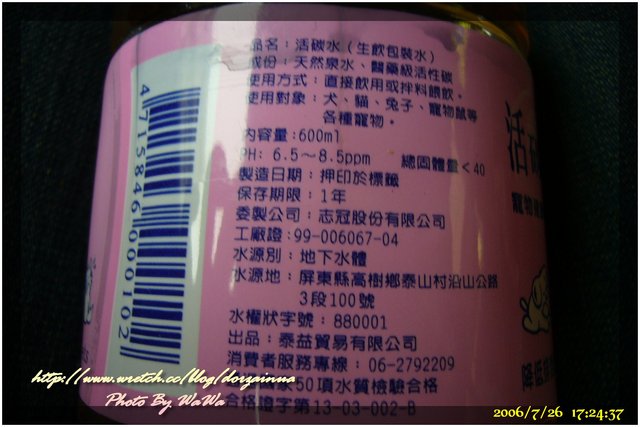 品名：活碳水（生飲包裝水）
成份：天然泉水、醫藥級活性碳
使用方式：直接飲用或拌料餵飲。
使用對象：犬、貓、兔子、寵物鼠等
各種寵物。
內容量:600ml
PH: 6.5～8.5ppm 總固體量＜40
製造日期：押印於標籤
保存期限：1年
委製公司：志冠股份有限公司
工廠證:99-006067-04
水源別：地下水體
水源地：屏東縣高樹鄉泰山村沿山公路
3段100號
水權狀字號：880001
出品：泰益貿易有限公司
消費者服務專線：06-2792209
國家50項水質檢驗合格
合格證字第13-03-002-B
4715846000102
活
寵物
降低
http://www.wretch.cc/blog/dorzainua
Photo By WaWa
2006/7/26 17:24:37